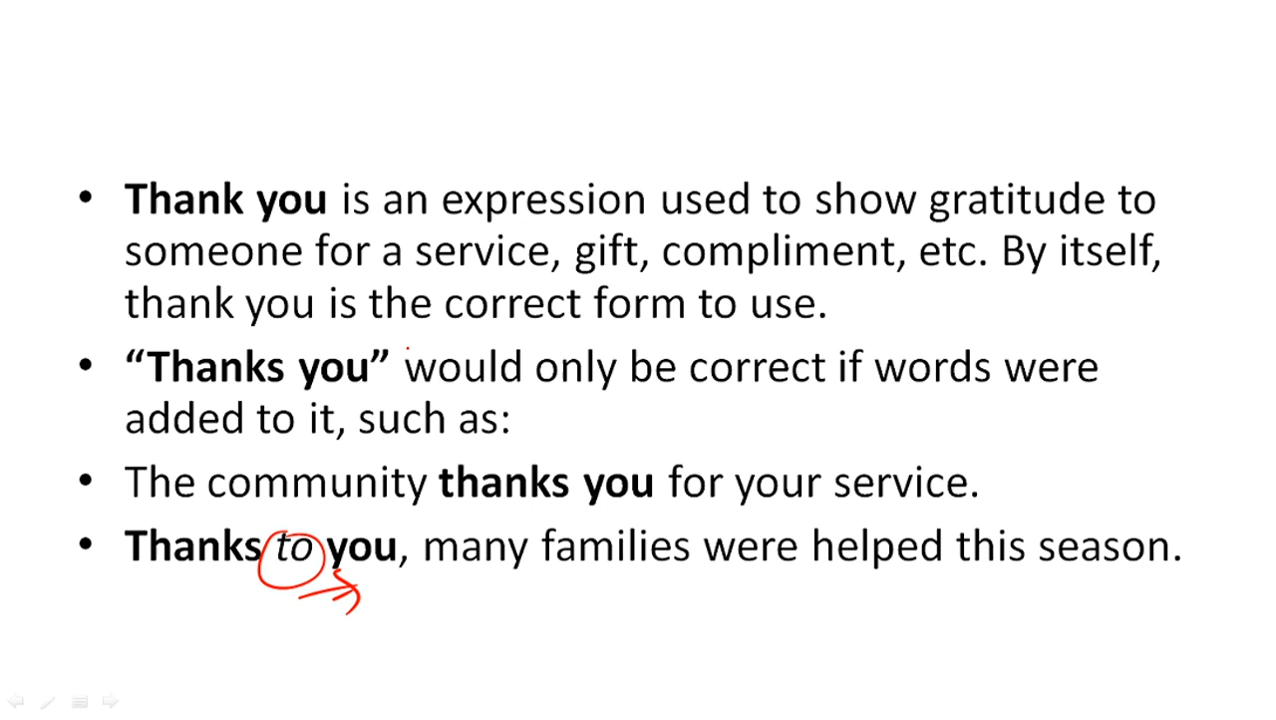 • Thank you is an expression used to show gratitude to
someone for a service, gift, compliment, etc. By itself,
thank you is the correct form to use.
• “Thanks you” would only be correct if words were
added to it, such as:
• The community thanks you for your service.
• Thanks to you, many families were helped this season.